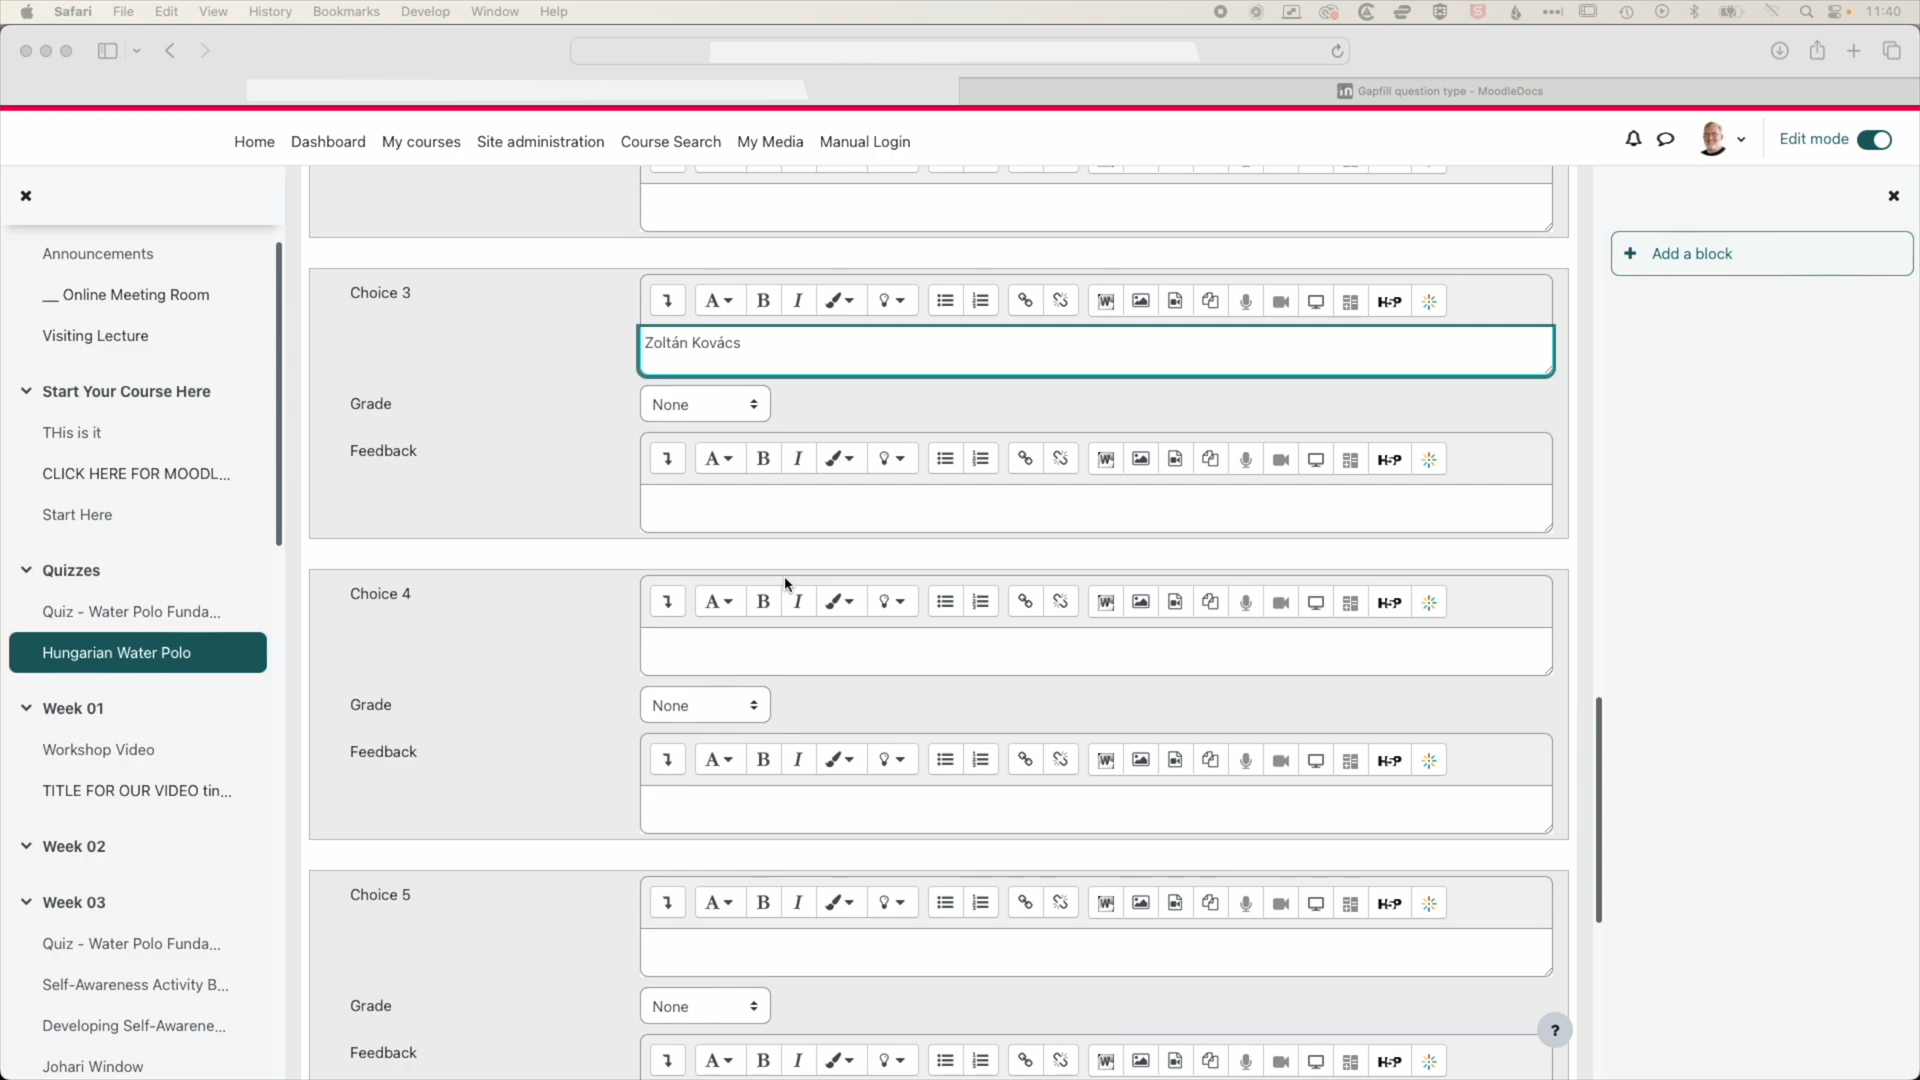 Safari File Edit View History Bookmarks Develop Window Help 11:40
Gapfill question type - MoodleDocs
Home Dashboard My courses Site administration Course Search My Media Manual Login Edit mode
Announcements
__ Online Meeting Room
Visiting Lecture
Start Your Course Here
THis is it
CLICK HERE FOR MOODL...
Start Here
Quizzes
Quiz - Water Polo Funda...
Hungarian Water Polo
Week 01
Workshop Video
TITLE FOR OUR VIDEO tin...
Week 02
Week 03
Quiz - Water Polo Funda...
Self-Awareness Activity B...
Developing Self-Awarene...
Johari Window
Choice 3
A B I H-P
Zoltán Kovács
Grade None
Feedback
A B I H-P
Choice 4
A B I H-P
Grade None
Feedback
A B I H-P
Choice 5
A B I H-P
Grade None
Feedback
A B I H-P
+ Add a block
?